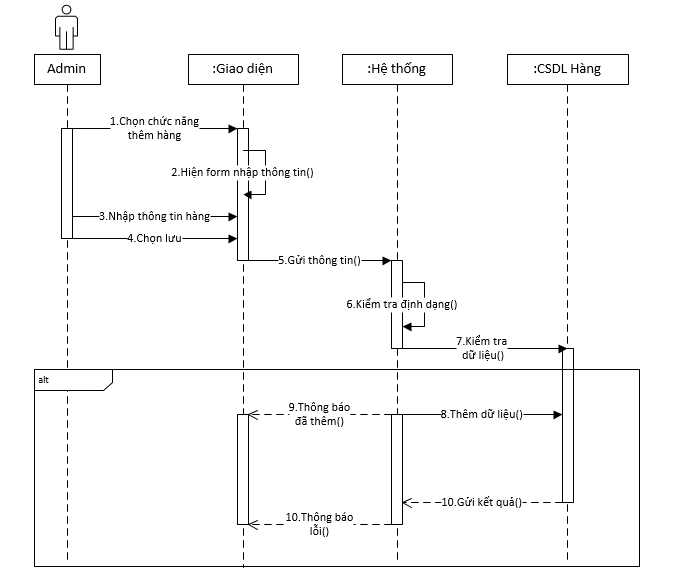 Admin
:Giao diện
:Hệ thống
:CSDL Hàng
1.Chọn chức năng
thêm hàng
2.Hiện form nhập thông tin()
3.Nhập thông tin hàng
4.Chọn lưu
5.Gửi thông tin()
6.Kiểm tra định dạng()
7.Kiểm tra
dữ liệu()
alt
9.Thông báo
đã thêm()
8.Thêm dữ liệu()
10.Gửi kết quả()
10.Thông báo
lỗi()